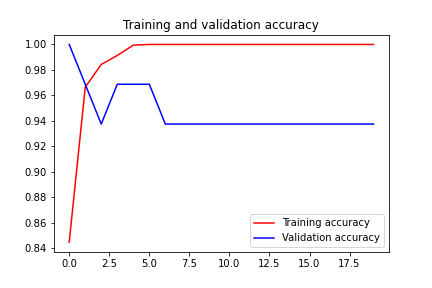 Training and validation accuracy
1.00
0.98
0.96
0.94
0.92
0.90
0.88
0.86
0.84
Training accuracy
Validation accuracy
0.0 2.5 5.0 7.5 10.0 12.5 15.0 17.5